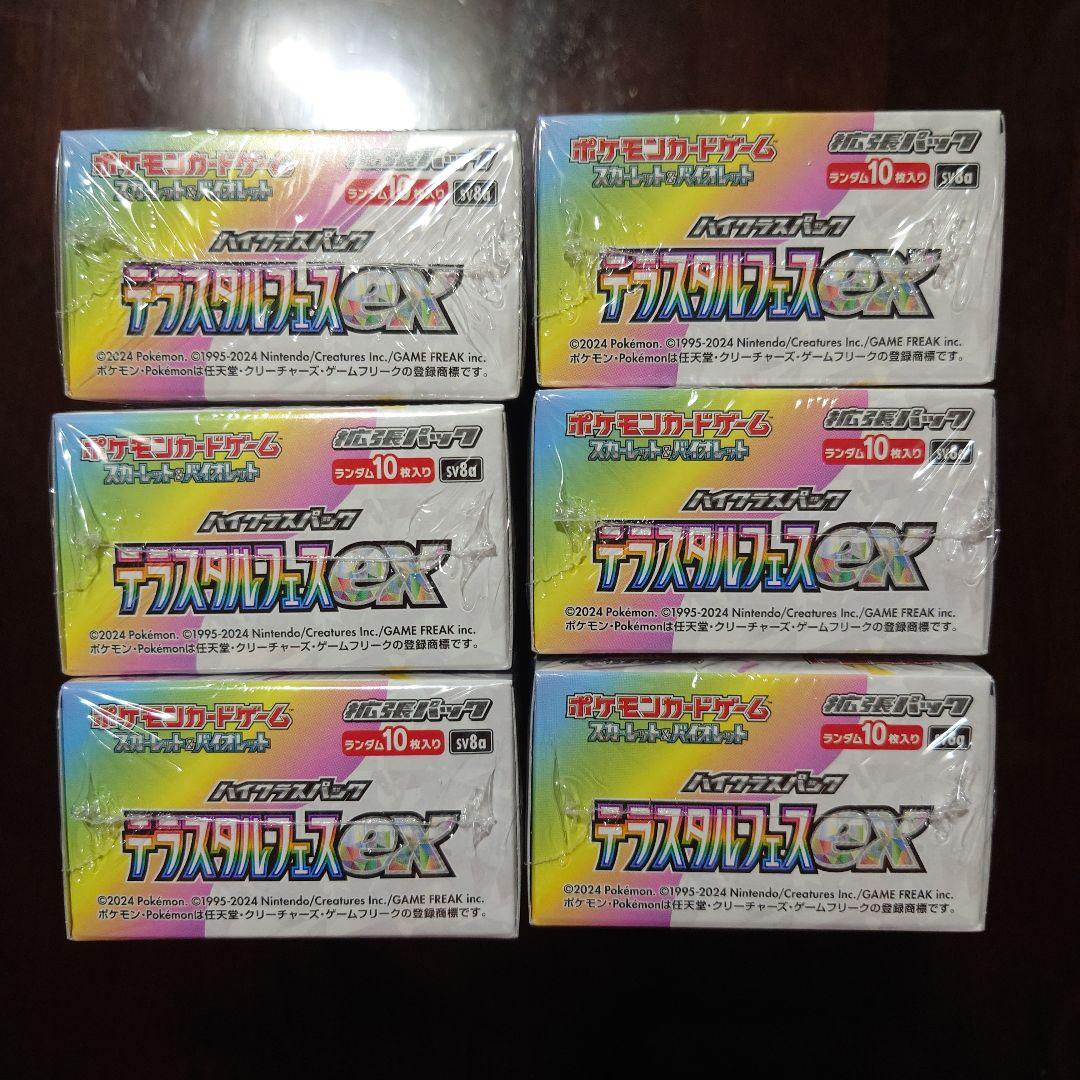 ポケモンカードゲーム 拡張パック
スカーレット&バイオレット ランダム10枚入り sv8a
ハイクラスパック
テラスタルフェスex
©2024 Pokémon. ©1995-2024 Nintendo/Creatures Inc./GAME FREAK inc.
ポケモン・Pokémonは任天堂・クリーチャーズ・ゲームフリークの登録商標です。
ポケモンカードゲーム 拡張パック
スカーレット&バイオレット ランダム10枚入り sv8a
ハイクラスパック
テラスタルフェスex
©2024 Pokémon. ©1995-2024 Nintendo/Creatures Inc./GAME FREAK inc.
ポケモン・Pokémonは任天堂・クリーチャーズ・ゲームフリークの登録商標です。
ポケモンカードゲーム 拡張パック
スカーレット&バイオレット ランダム10枚入り sv8a
ハイクラスパック
テラスタルフェスex
©2024 Pokémon. ©1995-2024 Nintendo/Creatures Inc./GAME FREAK inc.
ポケモン・Pokémonは任天堂・クリーチャーズ・ゲームフリークの登録商標です。
ポケモンカードゲーム 拡張パック
スカーレット&バイオレット ランダム10枚入り sv8a
ハイクラスパック
テラスタルフェスex
©2024 Pokémon. ©1995-2024 Nintendo/Creatures Inc./GAME FREAK inc.
ポケモン・Pokémonは任天堂・クリーチャーズ・ゲームフリークの登録商標です。
ポケモンカードゲーム 拡張パック
スカーレット&バイオレット ランダム10枚入り sv8a
ハイクラスパック
テラスタルフェスex
©2024 Pokémon. ©1995-2024 Nintendo/Creatures Inc./GAME FREAK inc.
ポケモン・Pokémonは任天堂・クリーチャーズ・ゲームフリークの登録商標です。
ポケモンカードゲーム 拡張パック
スカーレット&バイオレット ランダム10枚入り sv8a
ハイクラスパック
テラスタルフェスex
©2024 Pokémon. ©1995-2024 Nintendo/Creatures Inc./GAME FREAK inc.
ポケモン・Pokémonは任天堂・クリーチャーズ・ゲームフリークの登録商標です。